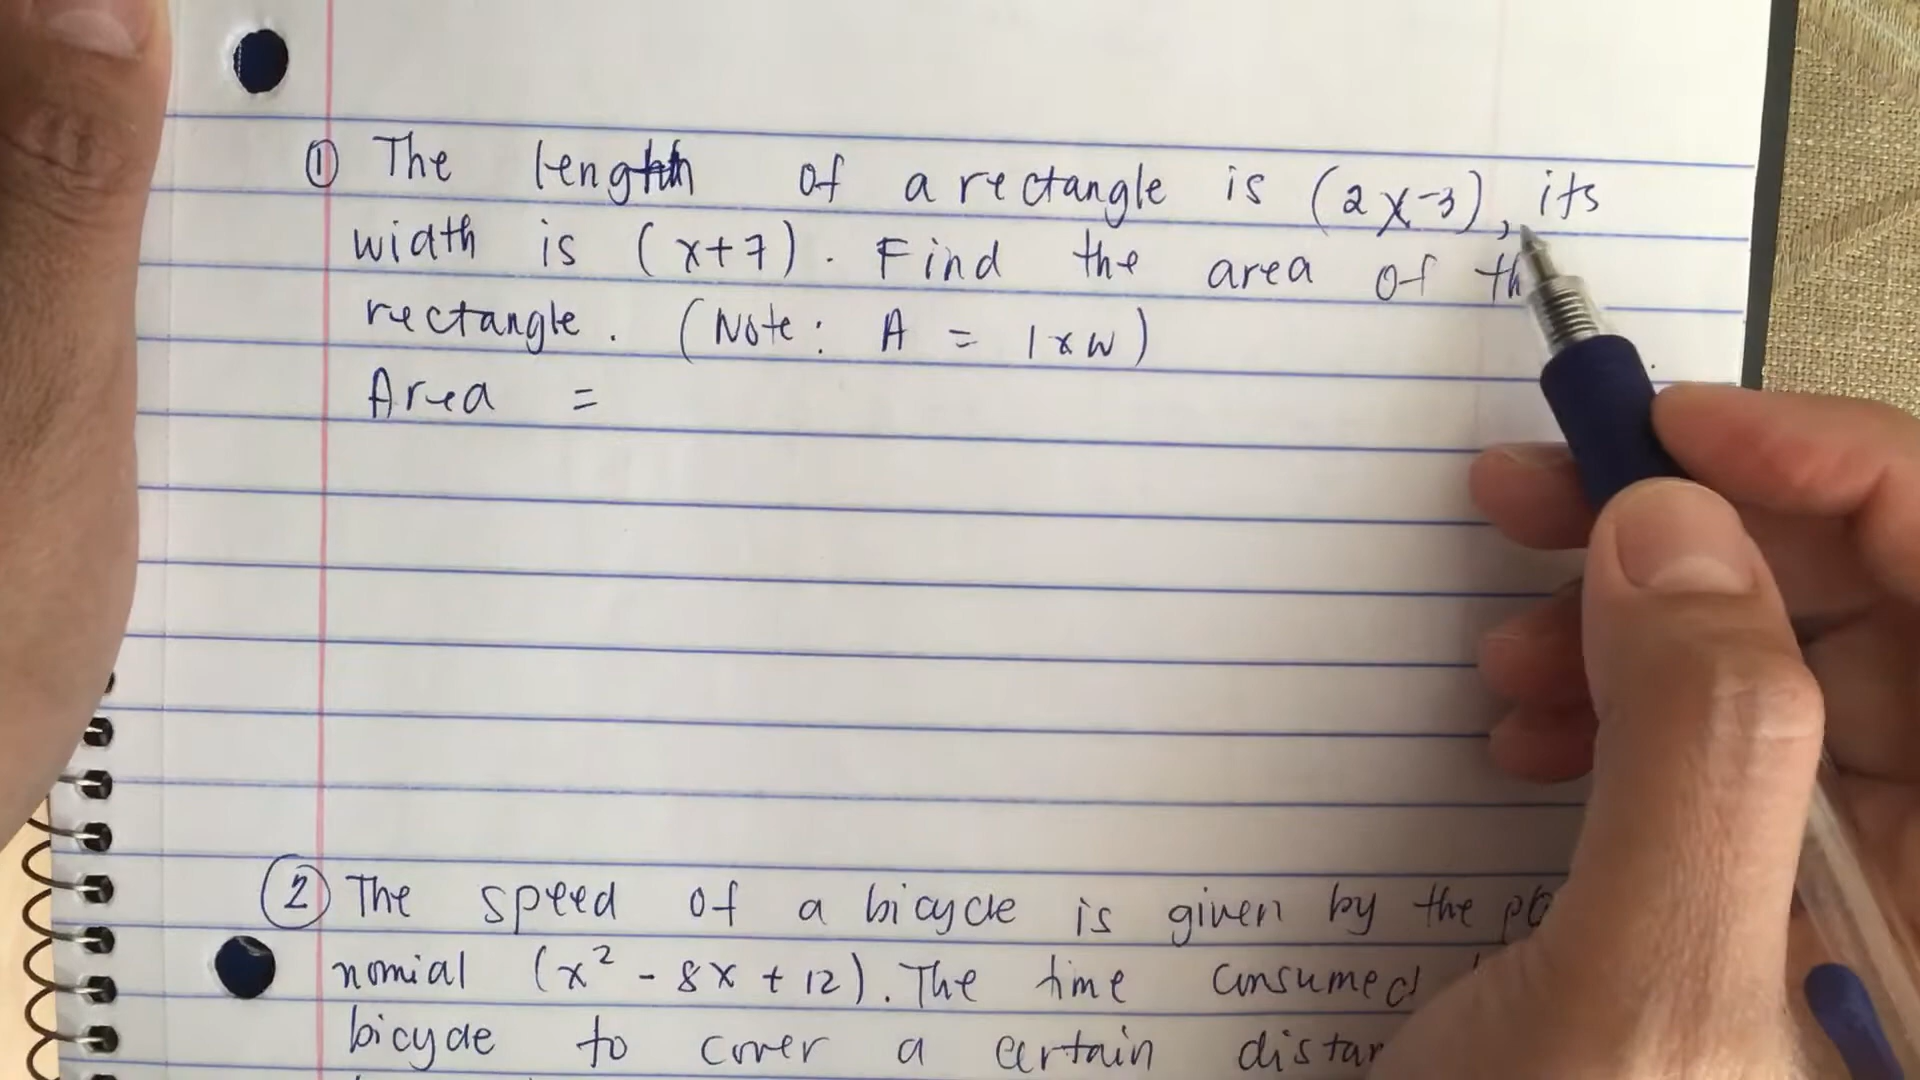 ① The length of a rectangle is (2x-3), its
width is (x+7). Find the area of
rectangle. (Note: A = l x w)
Area =
② The speed of a bicycle is given by the
nomial (x² - 8x + 12). The time consumed
bicycle to cover a certain